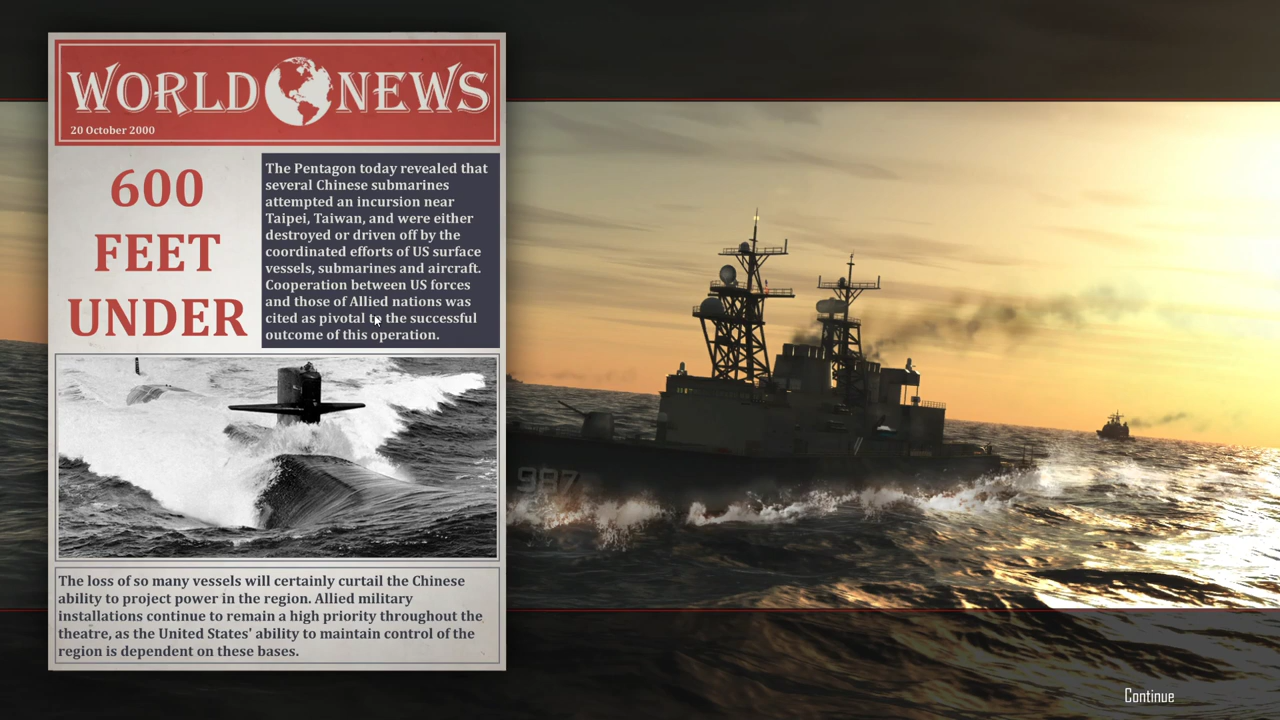 WORLD NEWS
20 October 2000
600
FEET
UNDER
The Pentagon today revealed that
several Chinese submarines
attempted an incursion near
Taipei, Taiwan, and were either
destroyed or driven off by the
coordinated efforts of US surface
vessels, submarines and aircraft.
Cooperation between US forces
and those of Allied nations was
cited as pivotal to the successful
outcome of this operation.
987
The loss of so many vessels will certainly curtail the Chinese
ability to project power in the region. Allied military
installations continue to remain a high priority throughout the
theatre, as the United States' ability to maintain control of the
region is dependent on these bases.
Continue